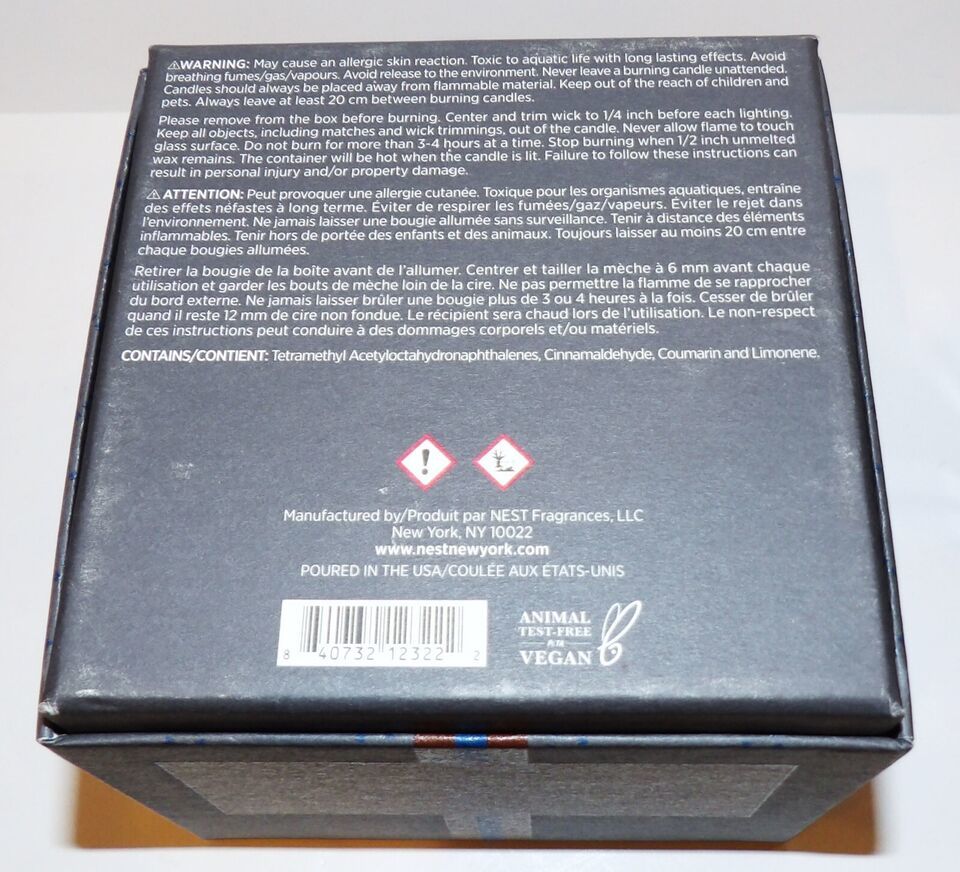 ⚠WARNING: May cause an allergic skin reaction. Toxic to aquatic life with long lasting effects. Avoid
breathing fumes/gas/vapours. Avoid release to the environment. Never leave a burning candle unattended.
Candles should always be placed away from flammable material. Keep out of the reach of children and
pets. Always leave at least 20 cm between burning candles.
Please remove from the box before burning. Center and trim wick to 1/4 inch before each lighting.
Keep all objects, including matches and wick trimmings, out of the candle. Never allow flame to touch
glass surface. Do not burn for more than 3-4 hours at a time. Stop burning when 1/2 inch unmelted
wax remains. The container will be hot when the candle is lit. Failure to follow these instructions can
result in personal injury and/or property damage.
⚠ ATTENTION: Peut provoquer une allergie cutanée. Toxique pour les organismes aquatiques, entraîne
des effets néfastes à long terme. Éviter de respirer les fumées/gaz/vapeurs. Éviter le rejet dans
l'environnement. Ne jamais laisser une bougie allumée sans surveillance. Tenir à distance des éléments
inflammables. Tenir hors de portée des enfants et des animaux. Toujours laisser au moins 20 cm entre
chaque bougies allumées.
Retirer la bougie de la boîte avant de l'allumer. Centrer et tailler la mèche à 6 mm avant chaque
utilisation et garder les bouts de mèche loin de la cire. Ne pas permettre la flamme de se rapprocher
du bord externe. Ne jamais laisser brûler une bougie plus de 3 ou 4 heures à la fois. Cesser de brûler
quand il reste 12 mm de cire non fondue. Le récipient sera chaud lors de l'utilisation. Le non-respect
de ces instructions peut conduire à des dommages corporels et/ou matériels.
CONTAINS/CONTIENT: Tetramethyl Acetyloctahydronaphthalenes, Cinnamaldehyde, Coumarin and Limonene.
Manufactured by/Produit par NEST Fragrances, LLC
New York, NY 10022
www.nestnewyork.com
POURED IN THE USA/COULÉE AUX ÉTATS-UNIS
8 40732 12322 2
ANIMAL
TEST-FREE
VEGAN